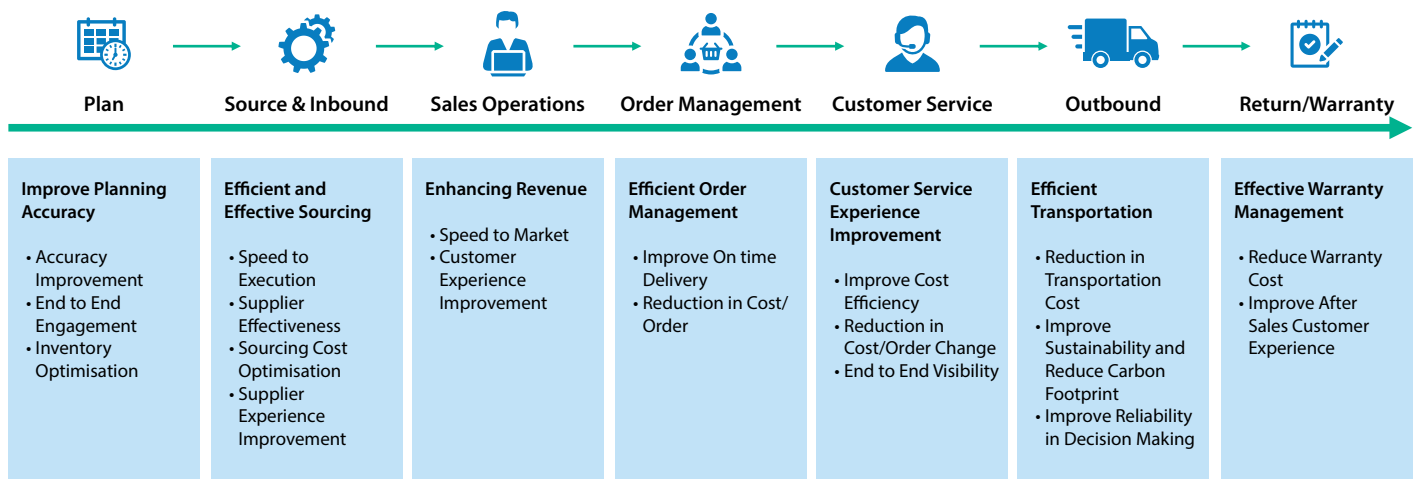 Plan
Source & Inbound
Sales Operations
Order Management
Customer Service
Outbound
Return/Warranty
Improve Planning
Accuracy
• Accuracy
Improvement
• End to End
Engagement
• Inventory
Optimisation
Efficient and
Effective Sourcing
• Speed to
Execution
• Supplier
Effectiveness
• Sourcing Cost
Optimisation
• Supplier
Experience
Improvement
Enhancing Revenue
• Speed to Market
• Customer
Experience
Improvement
Efficient Order
Management
• Improve On time
Delivery
• Reduction in Cost/
Order
Customer Service
Experience
Improvement
• Improve Cost
Efficiency
• Reduction in
Cost/Order Change
• End to End Visibility
Efficient
Transportation
• Reduction in
Transportation
Cost
• Improve
Sustainability and
Reduce Carbon
Footprint
• Improve Reliability
in Decision Making
Effective Warranty
Management
• Reduce Warranty
Cost
• Improve After
Sales Customer
Experience